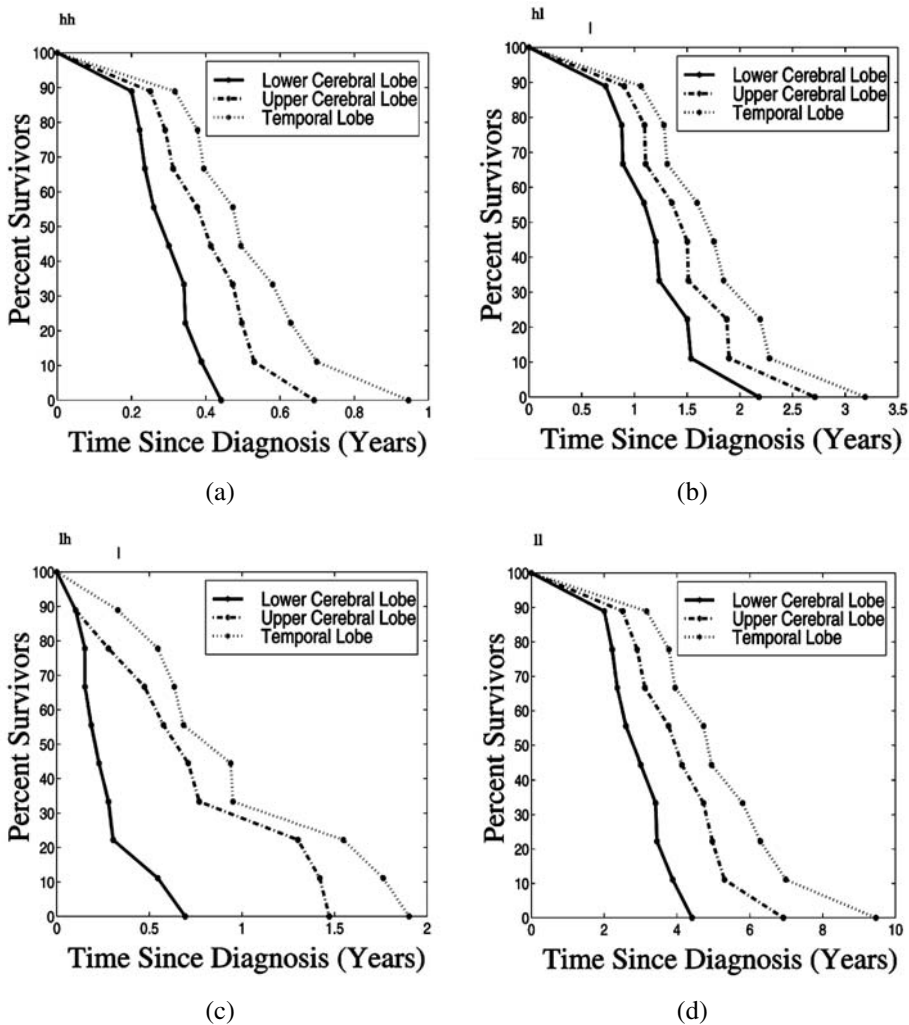 hh
100
90
80
70
60
50
40
30
20
10
0
Percent Survivors
Lower Cerebral Lobe
Upper Cerebral Lobe
Temporal Lobe
0 0.2 0.4 0.6 0.8 1
Time Since Diagnosis (Years)
(a)
hl
l
100
90
80
70
60
50
40
30
20
10
0
Percent Survivors
Lower Cerebral Lobe
Upper Cerebral Lobe
Temporal Lobe
0 0.5 1 1.5 2 2.5 3 3.5
Time Since Diagnosis (Years)
(b)
lh
l
100
90
80
70
60
50
40
30
20
10
0
Percent Survivors
Lower Cerebral Lobe
Upper Cerebral Lobe
Temporal Lobe
0 0.5 1 1.5 2
Time Since Diagnosis (Years)
(c)
ll
100
90
80
70
60
50
40
30
20
10
0
Percent Survivors
Lower Cerebral Lobe
Upper Cerebral Lobe
Temporal Lobe
0 2 4 6 8 10
Time Since Diagnosis (Years)
(d)